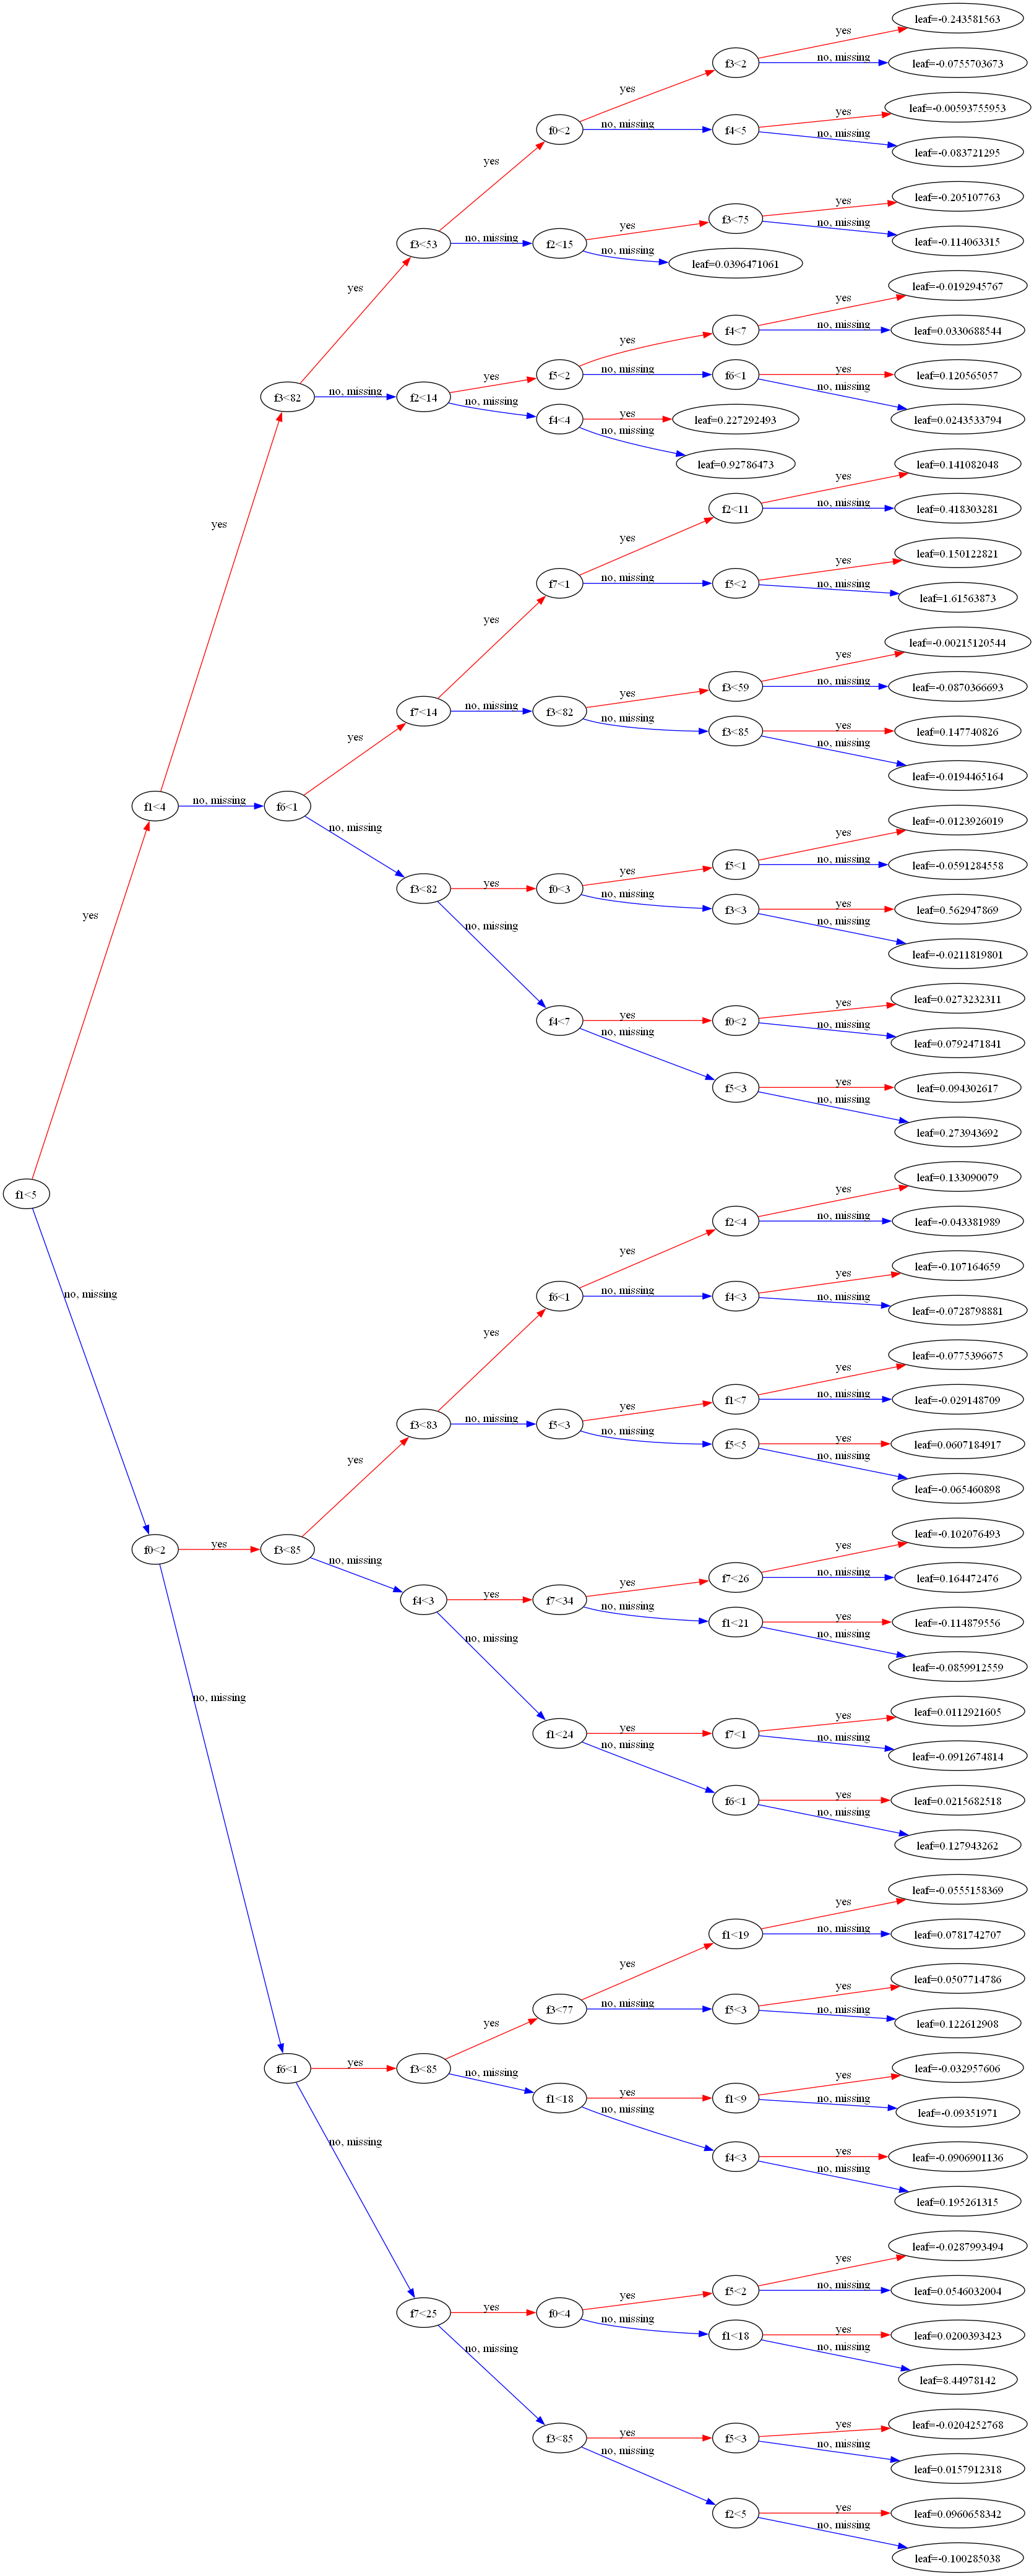 leaf=-0.243581563
yes
f3<2
no, missing
leaf=-0.0755703673
yes
f0<2
leaf=-0.00593755953
yes
no, missing
f4<5
no, missing
leaf=-0.083721295
yes
leaf=-0.205107763
yes
f3<75
yes
no, missing
leaf=-0.114063315
f3<53
no, missing
f2<15
no, missing
leaf=0.0396471061
yes
leaf=-0.0192945767
yes
f4<7
no, missing
leaf=0.0330688544
yes
f5<2
no, missing
f6<1
yes
leaf=0.120565057
no, missing
leaf=0.0243533794
f3<82
no, missing
f2<14
yes
no, missing
f4<4
yes
leaf=0.227292493
no, missing
leaf=0.92786473
yes
leaf=0.141082048
yes
f2<11
no, missing
leaf=0.418303281
yes
f7<1
no, missing
f5<2
yes
leaf=0.150122821
no, missing
leaf=1.61563873
yes
leaf=-0.00215120544
yes
f3<59
yes
no, missing
leaf=-0.0870366693
f7<14
no, missing
f3<82
no, missing
f3<85
yes
leaf=0.147740826
no, missing
leaf=-0.0194465164
yes
f1<4
no, missing
f6<1
no, missing
leaf=-0.0123926019
yes
f5<1
yes
no, missing
leaf=-0.0591284558
f3<82
yes
f0<3
no, missing
f3<3
yes
leaf=0.562947869
no, missing
leaf=-0.0211819801
no, missing
leaf=0.0273232311
yes
f4<7
yes
f0<2
no, missing
leaf=0.0792471841
no, missing
f5<3
yes
leaf=0.094302617
no, missing
leaf=0.273943692
yes
f1<5
no, missing
leaf=0.133090079
yes
f2<4
no, missing
leaf=-0.043381989
yes
f6<1
no, missing
f4<3
yes
leaf=-0.107164659
no, missing
leaf=-0.0728798881
yes
leaf=-0.0775396675
yes
f1<7
yes
no, missing
leaf=-0.029148709
f3<83
no, missing
f5<3
no, missing
f5<5
yes
leaf=0.0607184917
no, missing
leaf=-0.065460898
yes
f0<2
yes
f3<85
no, missing
leaf=-0.102076493
yes
f7<26
yes
no, missing
leaf=0.164472476
f4<3
yes
f7<34
no, missing
f1<21
yes
leaf=-0.114879556
no, missing
leaf=-0.0859912559
no, missing
no, missing
leaf=0.0112921605
yes
f1<24
yes
f7<1
no, missing
leaf=-0.0912674814
no, missing
f6<1
yes
leaf=0.0215682518
no, missing
leaf=0.127943262
leaf=-0.0555158369
yes
f1<19
no, missing
leaf=0.0781742707
yes
f3<77
no, missing
f5<3
yes
leaf=0.0507714786
no, missing
leaf=0.122612908
yes
f6<1
yes
f3<85
no, missing
f1<18
yes
f1<9
yes
leaf=-0.032957606
no, missing
leaf=-0.09351971
no, missing
f4<3
yes
leaf=-0.0906901136
no, missing
leaf=0.195261315
no, missing
leaf=-0.0287993494
yes
f5<2
no, missing
leaf=0.0546032004
f7<25
yes
f0<4
yes
no, missing
f1<18
yes
leaf=0.0200393423
no, missing
leaf=8.44978142
no, missing
f3<85
yes
f5<3
yes
leaf=-0.0204252768
no, missing
leaf=0.0157912318
no, missing
f2<5
yes
leaf=0.0960658342
no, missing
leaf=-0.100285038